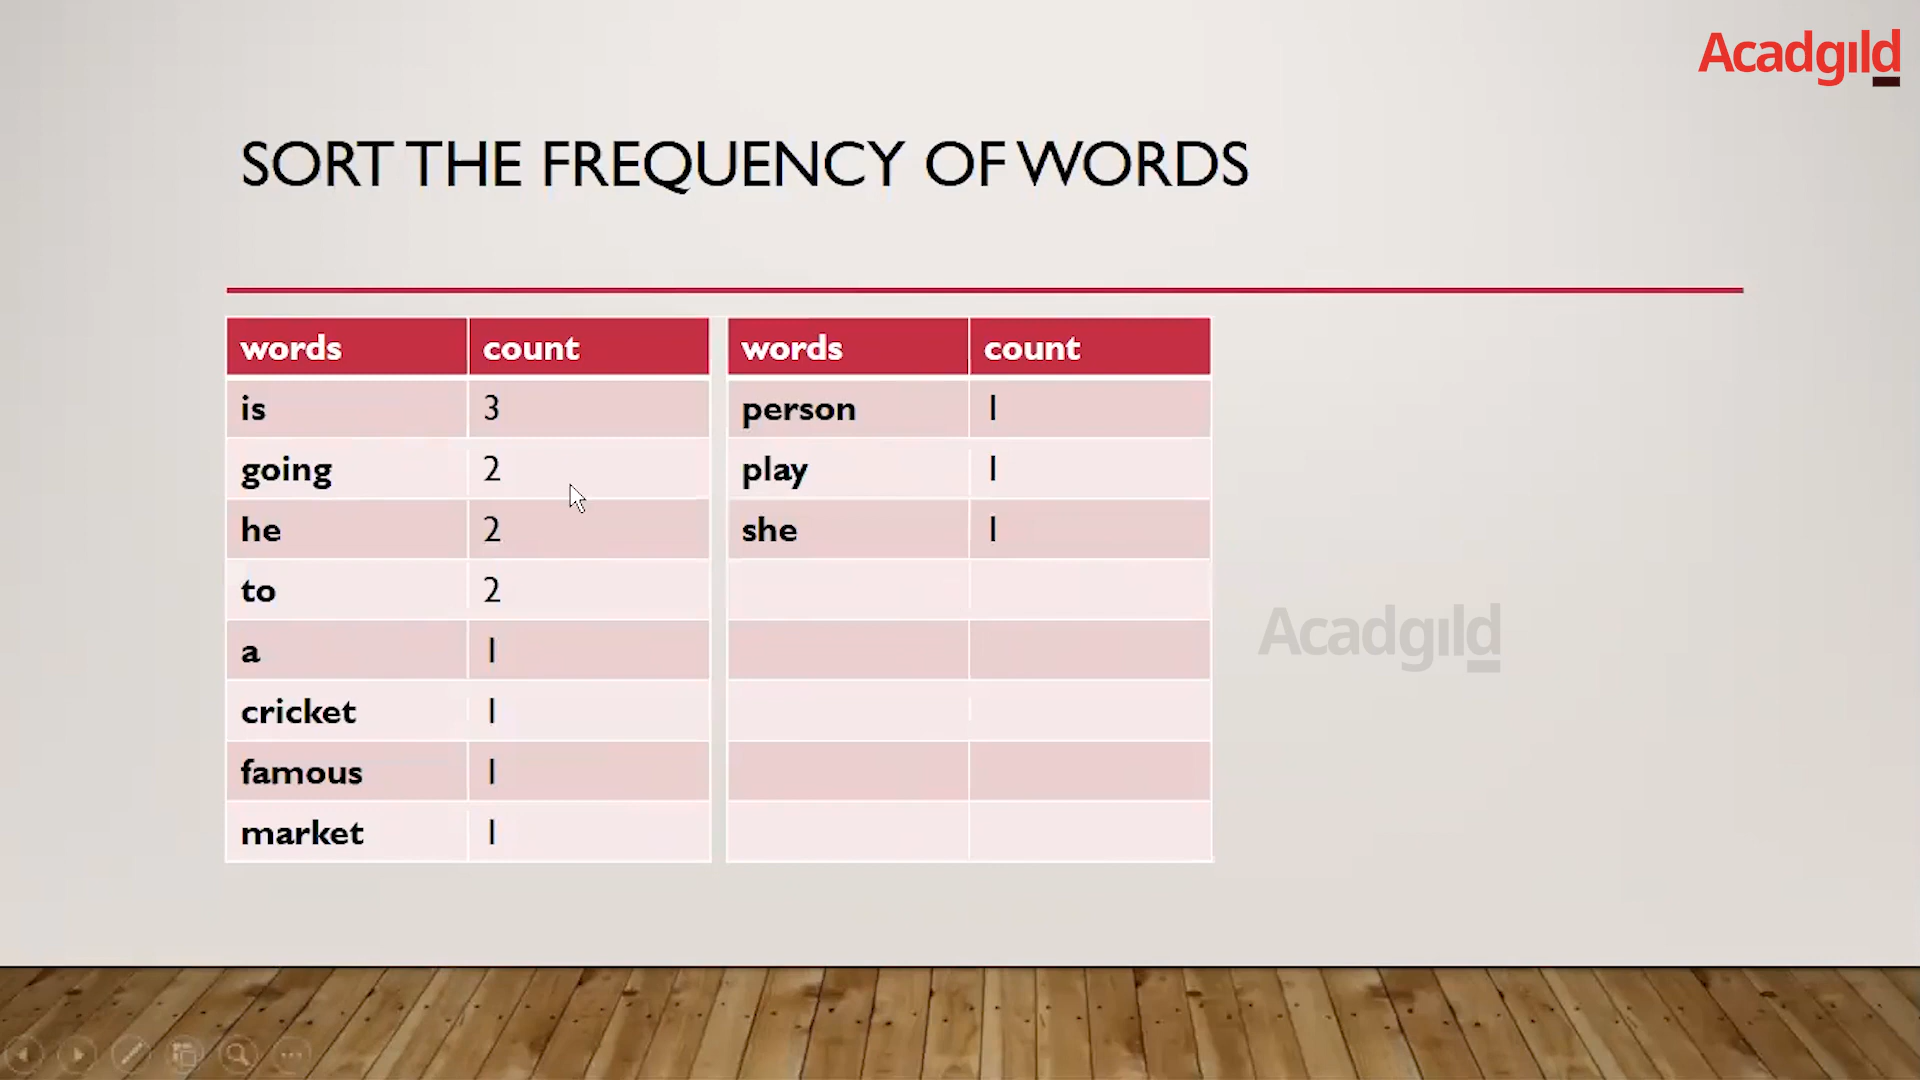 Acadgild
SORT THE FREQUENCY OF WORDS
words count
is 3
going 2
he 2
to 2
a 1
cricket 1
famous 1
market 1
words count
person 1
play 1
she 1
Acadgild